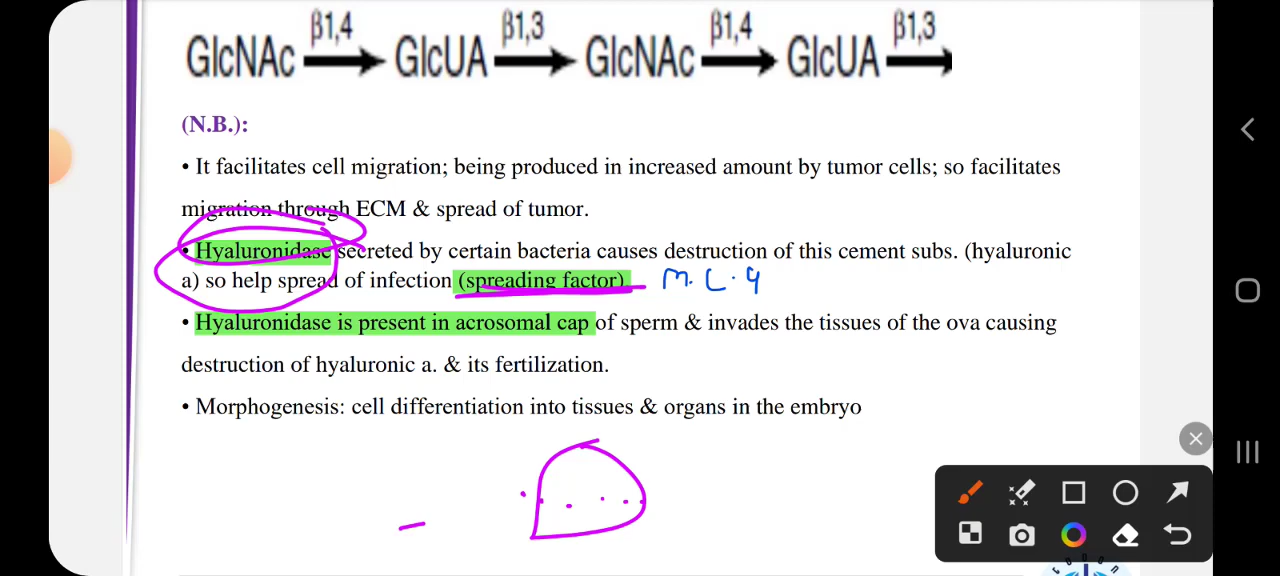 β1,4 β1,3 β1,4 β1,3
GlcNAc GlcUA GlcNAc GlcUA
(N.B.):
• It facilitates cell migration; being produced in increased amount by tumor cells; so facilitates
migration through ECM & spread of tumor.
• Hyaluronidase secreted by certain bacteria causes destruction of this cement subs. (hyaluronic
a) so help spread of infection (spreading factor)
• Hyaluronidase is present in acrosomal cap of sperm & invades the tissues of the ova causing
destruction of hyaluronic a. & its fertilization.
• Morphogenesis: cell differentiation into tissues & organs in the embryo